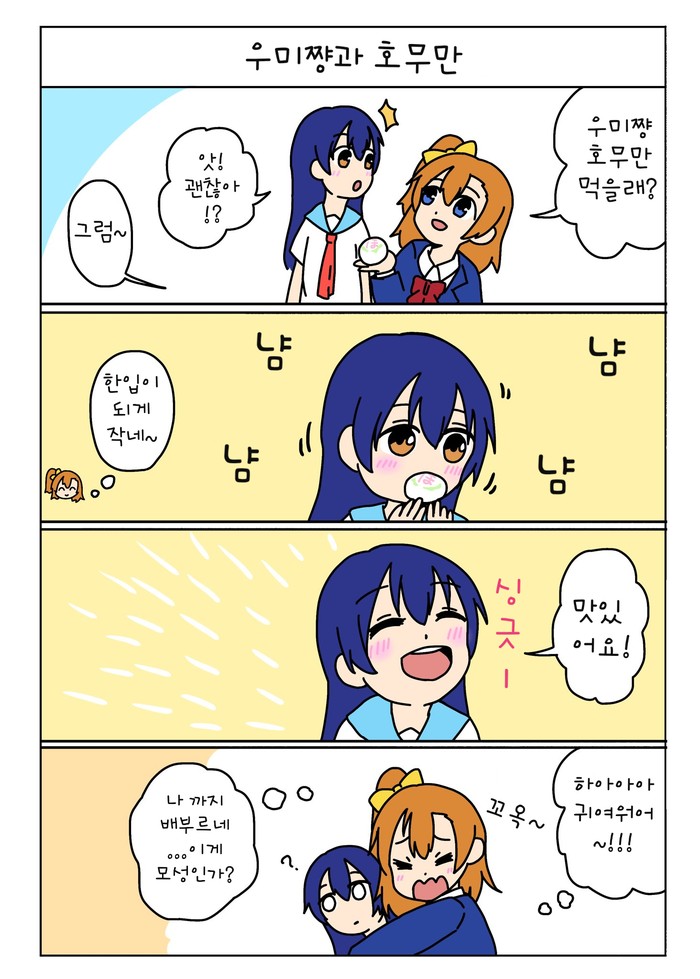 우미쨩과 호무만
우미쨩
호무만
먹을래?
앗!
괜찮아
!?
그럼~
ほ
냠
냠
한입이
되게
작네~
냠
냠
ほ
싱
긋
ー
맛있
어요!
하아아아
귀여워어
~!!!
꼬옥~
나 까지
배부르네
...이게
모성인가?
?